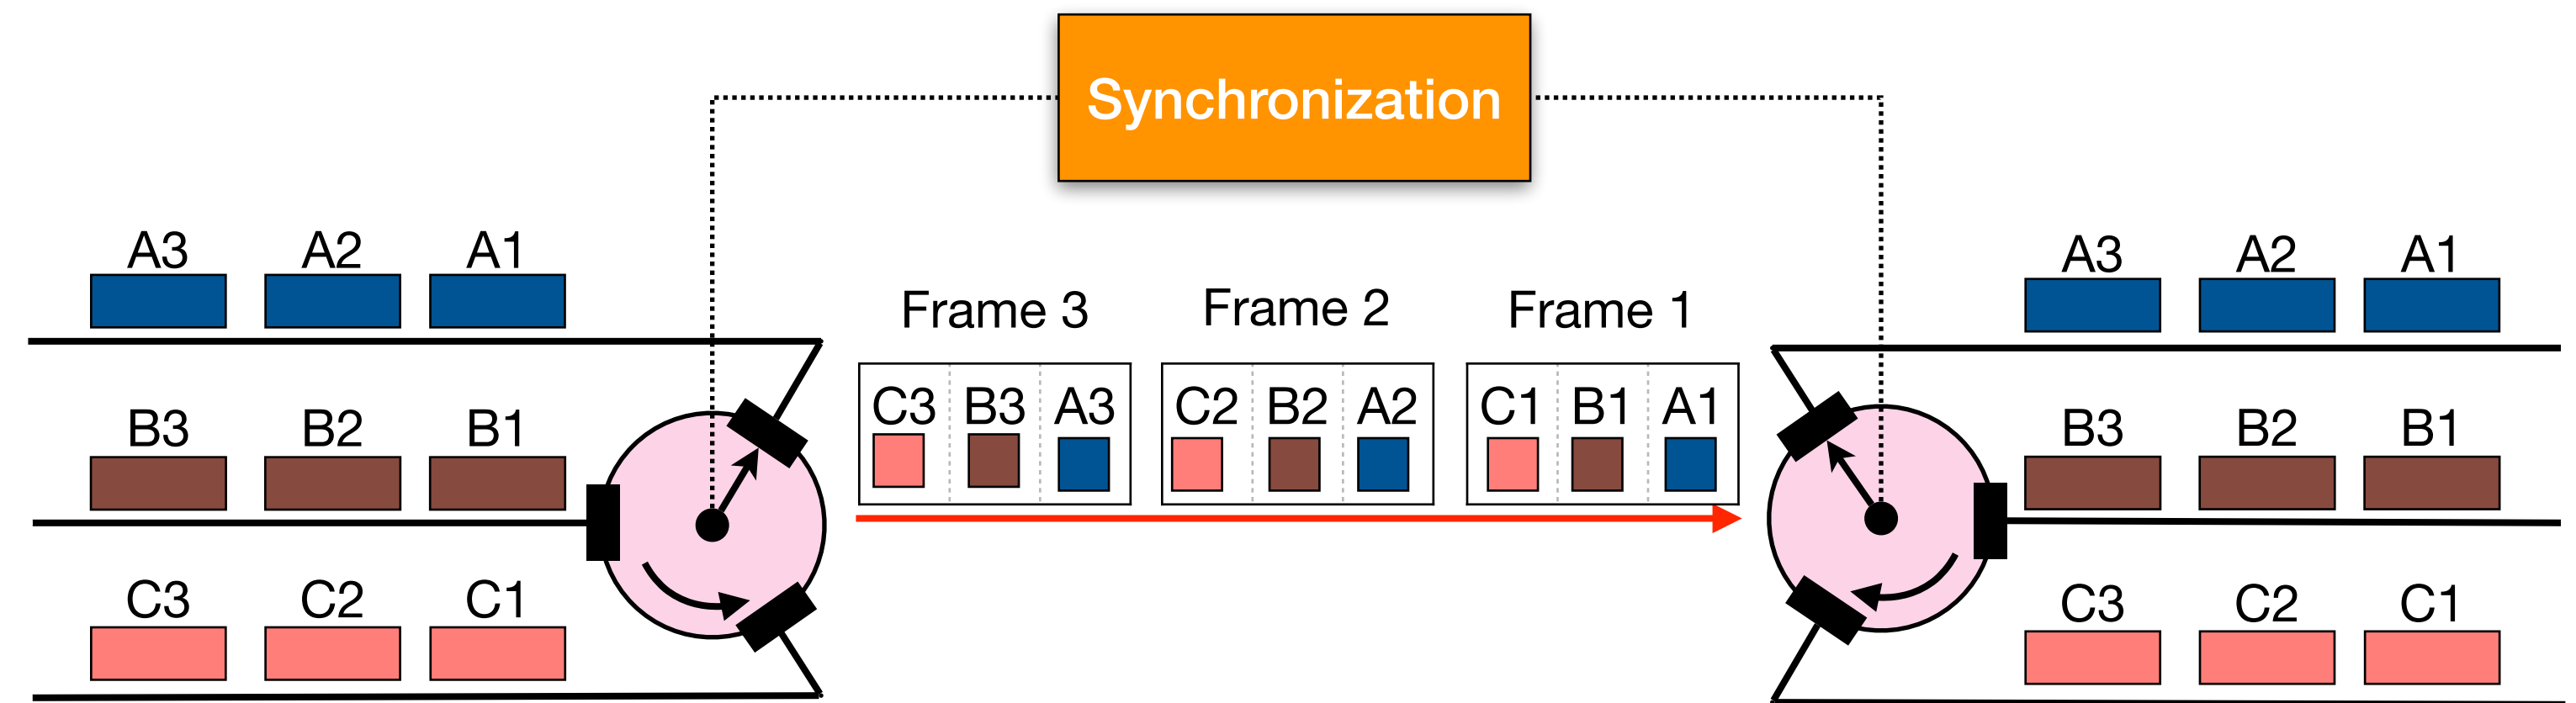 Synchronization
A3 A2 A1
A3 A2 A1
Frame 3 Frame 2 Frame 1
C3 B3 A3 C2 B2 A2 C1 B1 A1
B3 B2 B1
B3 B2 B1
C3 C2 C1
C3 C2 C1